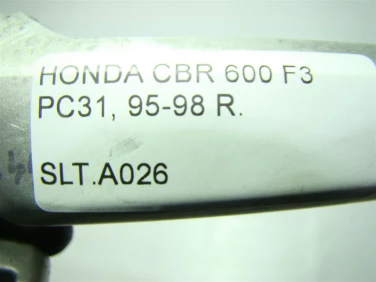 HONDA CBR 600 F3
PC31, 95-98 R.
SLT.A026